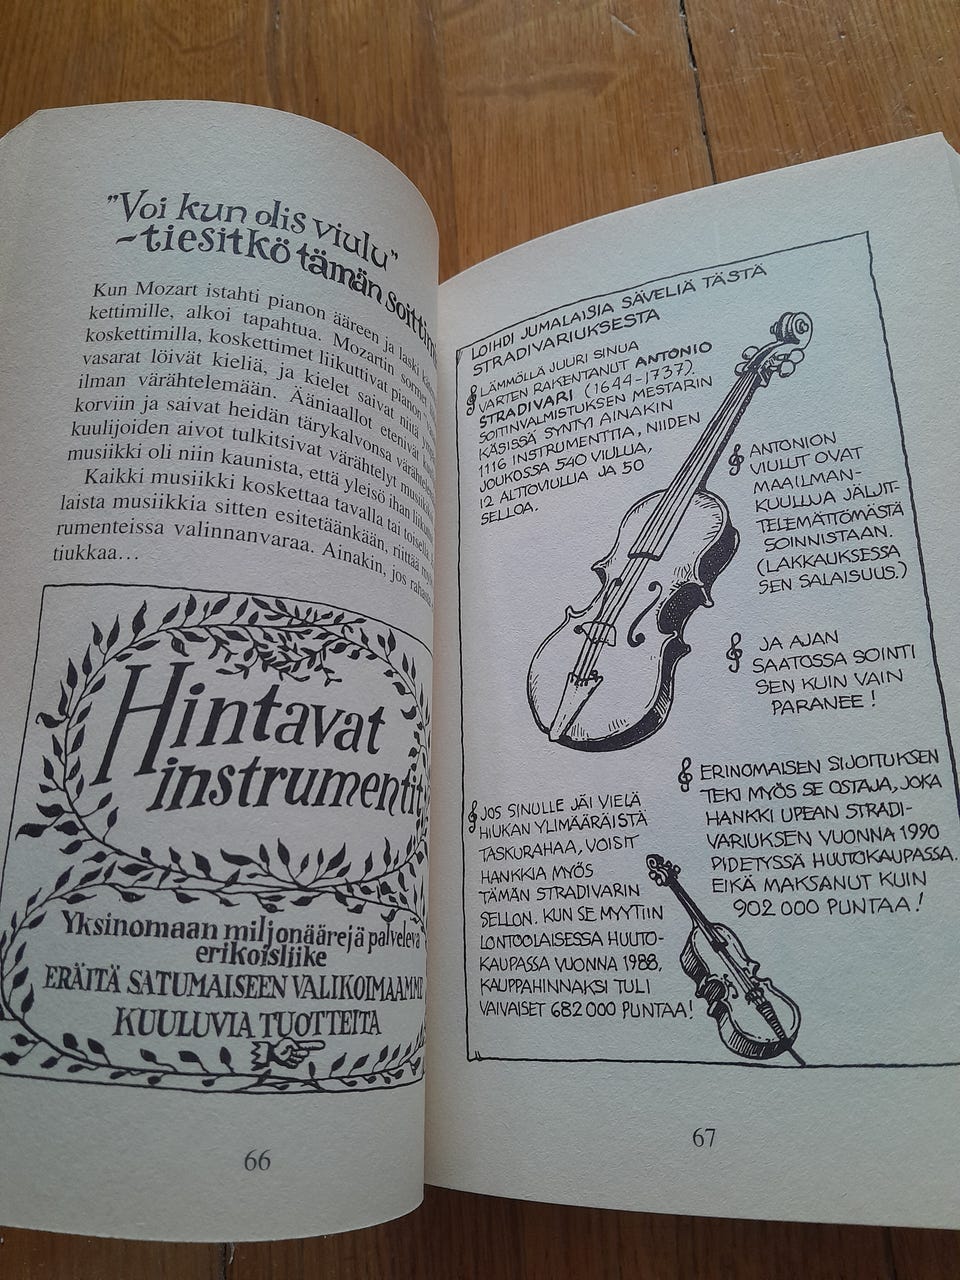 "Voi kun olis viulu"
-tiesitkö tämän
Kun Mozart istahti pianon ääreen ja laski
kettimille, alkoi tapahtua. Mozartin sormet
koskettimilla, koskettimet liikuttivat pianon
vasarat löivät kieliä, ja kielet saivat niitä
ilman värähtelemään. Ääniaallot etenivät
korviin ja saivat heidän tärykalvonsa
kuulijoiden aivot tulkitsivat värähtelyt
musiikki oli niin kaunista, että yleisö ihan
Kaikki musiikki koskettaa tavalla tai
laista musiikkia sitten esitetäänkään, riittää
rumenteissa valinnanvaraa. Ainakin, jos
tiukkaa...
Hintavat
instrumentit
Yksinomaan miljonäärejä palveleva
erikoisliike
ERÄITÄ SATUMAISEEN
KUULUVIA TUOTTEITA
66
LOIHDI JUMALAISIA SÄVELIÄ TÄSTÄ
STRADIVARIUKSESTA
LÄMMÖLLÄ JUURI SINUA
VARTEN RAKENTANUT ANTONIO
STRADIVARI (1644-1737).
SOITINVALMISTUKSEN MESTARIN
KÄSISSÄ SYNTYI AINAKIN
1116 INSTRUMENTTIA, NIIDEN
JOUKOSSA 540 VIULUA,
12 ALTTOVIULUA JA 50
SELLOA.
ANTONION
VIULUT OVAT
MAAILMAN-
KUULUJA JÄLJIT-
TELEMÄTTÖMÄSTÄ
SOINNISTAAN.
(LAKKAUKSESSA
SEN SALAISUUS.)
JA AJAN
SAATOSSA SOINTI
SEN KUIN VAIN
PARANEE!
ERINOMAISEN SIJOITUKSEN
TEKI MYÖS SE OSTAJA, JOKA
HANKKI UPEAN STRADI-
VARIUKSEN VUONNA 1990
PIDETYSSÄ HUUTOKAUPASSA.
EIKÄ MAKSANUT KUIN
902 000 PUNTAA!
JOS SINULLE JÄI VIELÄ
HIUKAN YLIMÄÄRÄISTÄ
TASKURAHAA, VOISIT
HANKKIA MYÖS
TÄMÄN STRADIVARIN
SELLON. KUN SE MYYTIIN
LONTOOLAISESSA HUUTO-
KAUPASSA VUONNA 1988,
KAUPPAHINNAKSI TULI
VAIVAISET 682 000 PUNTAA!
67